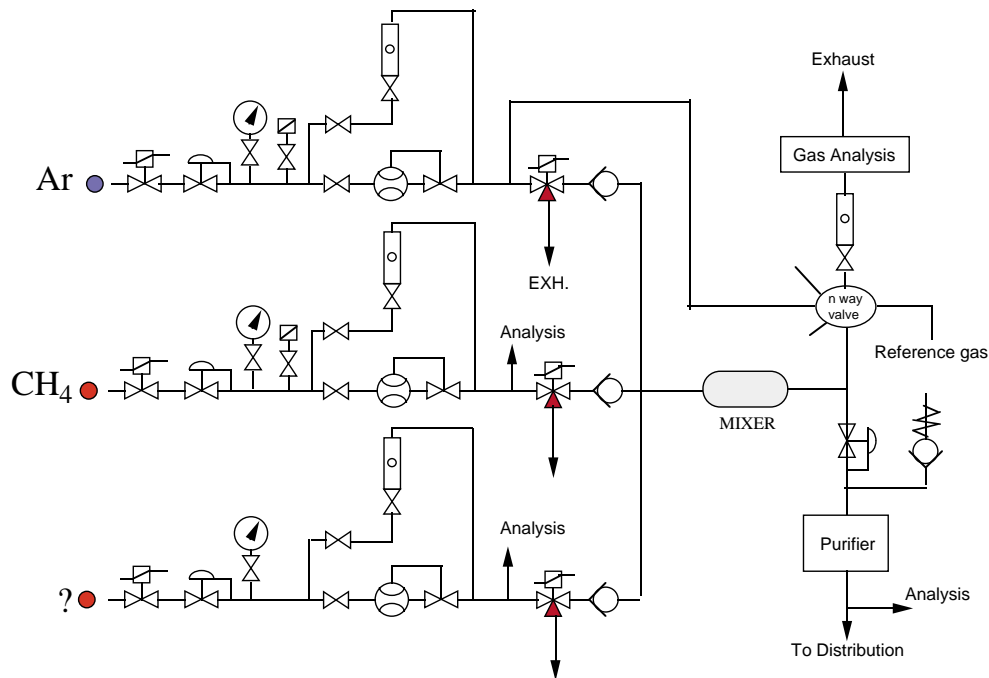 Exhaust
Gas Analysis
Ar
EXH.
n way
valve
Reference gas
Analysis
CH4
MIXER
Analysis
Purifier
?
Analysis
To Distribution